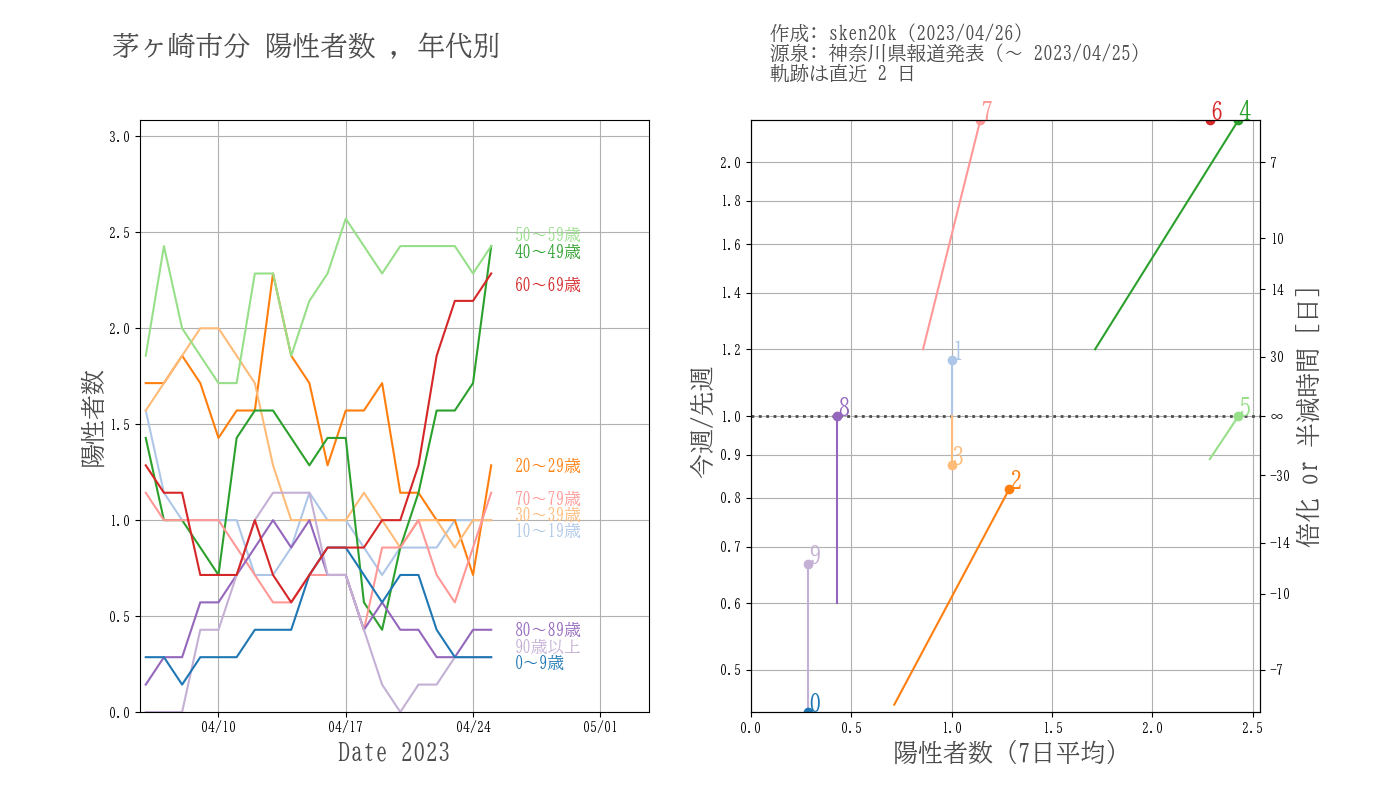 茅ヶ崎市分 陽性者数 , 年代別
作成: sken20k (2023/04/26)
源泉: 神奈川県報道発表 (〜 2023/04/25)
軌跡は直近 2 日
陽性者数
3.0
2.5
2.0
1.5
1.0
0.5
0.0
04/10
04/17
04/24
05/01
Date 2023
50〜59歳
40〜49歳
60〜69歳
20〜29歳
70〜79歳
30〜39歳
10〜19歳
80〜89歳
90歳以上
0〜9歳
今週/先週
2.0
1.8
1.6
1.4
1.2
1.0
0.9
0.8
0.7
0.6
0.5
0.0
0.5
1.0
1.5
2.0
2.5
陽性者数 (7日平均)
7
6
4
1
8
5
3
2
9
0
7
10
14
30
∞
−30
−14
−10
−7
倍化 or 半減時間 [日]